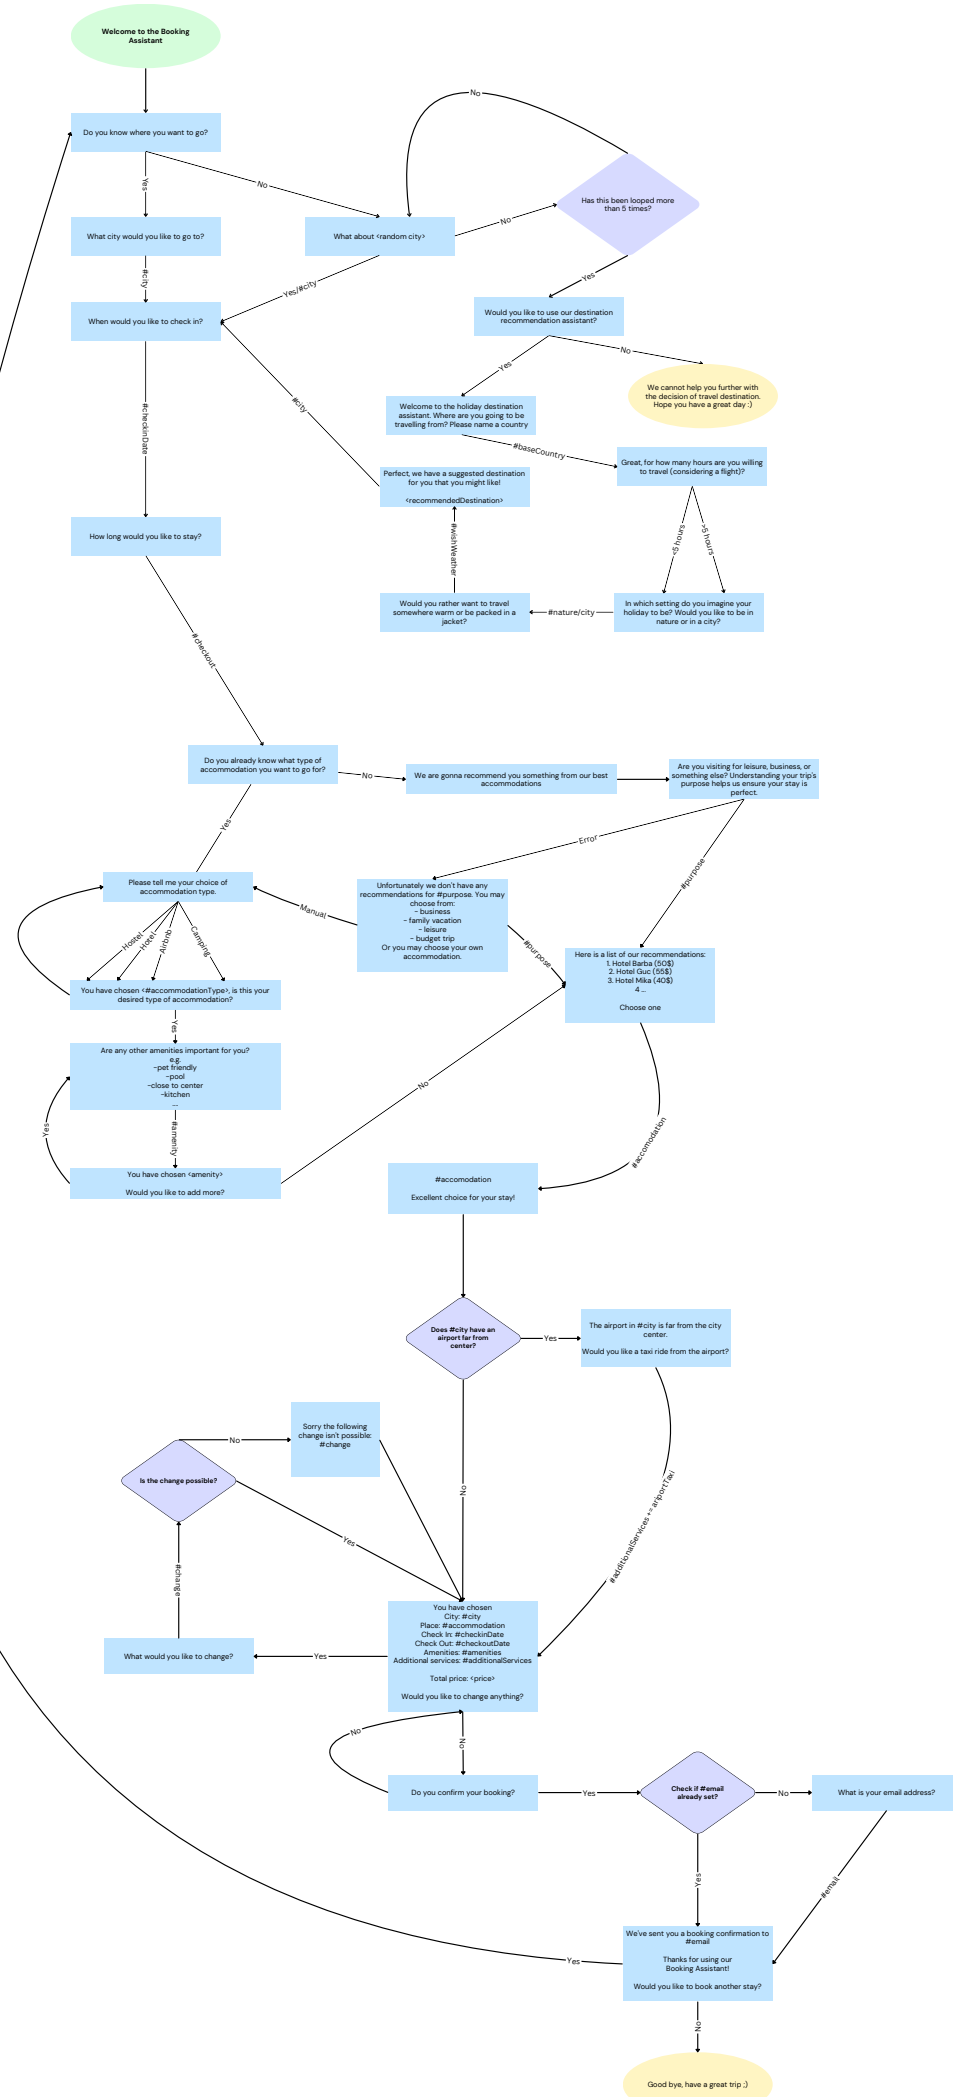 Welcome to the Booking
Assistant
No
Do you know where you want to go?
Yes
No
Has this been looped more
than 5 times?
What city would you like to go to?
What about <random city>
No
#city
Yes/#city
Yes
When would you like to check in?
Would you like to use our destination
recommendation assistant?
Yes
No
We cannot help you further with
the decision of travel destination.
Hope you have a great day :)
#checkinDate
#city
Welcome to the holiday destination
assistant. Where are you going to be
travelling from? Please name a country
#baseCountry
Great, for how many hours are you willing
to travel (considering a flight)?
Perfect, we have a suggested destination
for you that you might like!
<recommendedDestination>
How long would you like to stay?
#wishWeather
<5 hours
>5 hours
Would you rather want to travel
somewhere warm or be packed in a
jacket?
#nature/city
In which setting do you imagine your
holiday to be? Would you like to be in
nature or in a city?
#checkout
Do you already know what type of
accommodation you want to go for?
No
We are gonna recommend you something from our best
accommodations
Are you visiting for leisure, business, or
something else? Understanding your trip's
purpose helps us ensure your stay is
perfect.
Yes
Error
#purpose
Please tell me your choice of
accommodation type.
Manual
Unfortunately we don't have any
recommendations for #purpose. You may
choose from:
- business
- family vacation
- leisure
- budget trip
Or you may choose your own
accommodation.
#purpose
Hostel
Hotel
Airbnb
Camping
Here is a list of our recommendations:
1. Hotel Barba (50$)
2. Hotel Guc (55$)
3. Hotel Mika (40$)
4 ...
Choose one
You have chosen <#accommodationType>, is this your
desired type of accommodation?
Yes
Are any other amenities important for you?
e.g.
-pet friendly
-pool
-close to center
-kitchen
...
No
Yes
#amenity
#accomodation
You have chosen <amenity>
Would you like to add more?
#accomodation
Excellent choice for your stay!
Does #city have an
airport far from
center?
Yes
The airport in #city is far from the city
center.
Would you like a taxi ride from the airport?
No
Sorry the following
change isn't possible:
#change
Is the change possible?
No
Yes
#additionalServices += ariportTaxi
#change
You have chosen
City: #city
Place: #accommodation
Check In: #checkinDate
Check Out: #checkoutDate
Amenities: #amenities
Additional services: #additionalServices
Total price: <price>
Would you like to change anything?
What would you like to change?
Yes
No
No
Do you confirm your booking?
Yes
Check if #email
already set?
No
What is your email address?
Yes
#email
We've sent you a booking confirmation to
#email
Thanks for using our
Booking Assistant!
Would you like to book another stay?
Yes
No
Good bye, have a great trip ;)